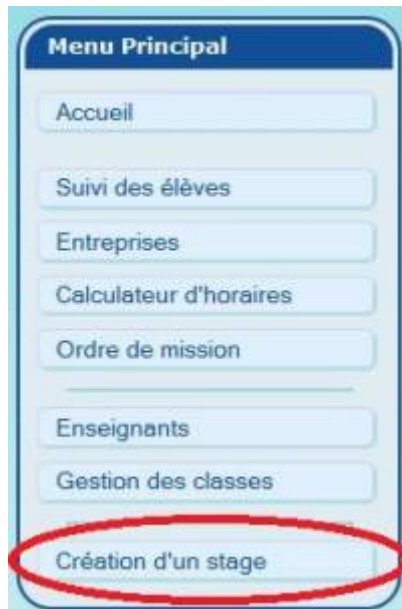 Menu Principal
Accueil
Suivi des élèves
Entreprises
Calculateur d'horaires
Ordre de mission
Enseignants
Gestion des classes
Création d'un stage